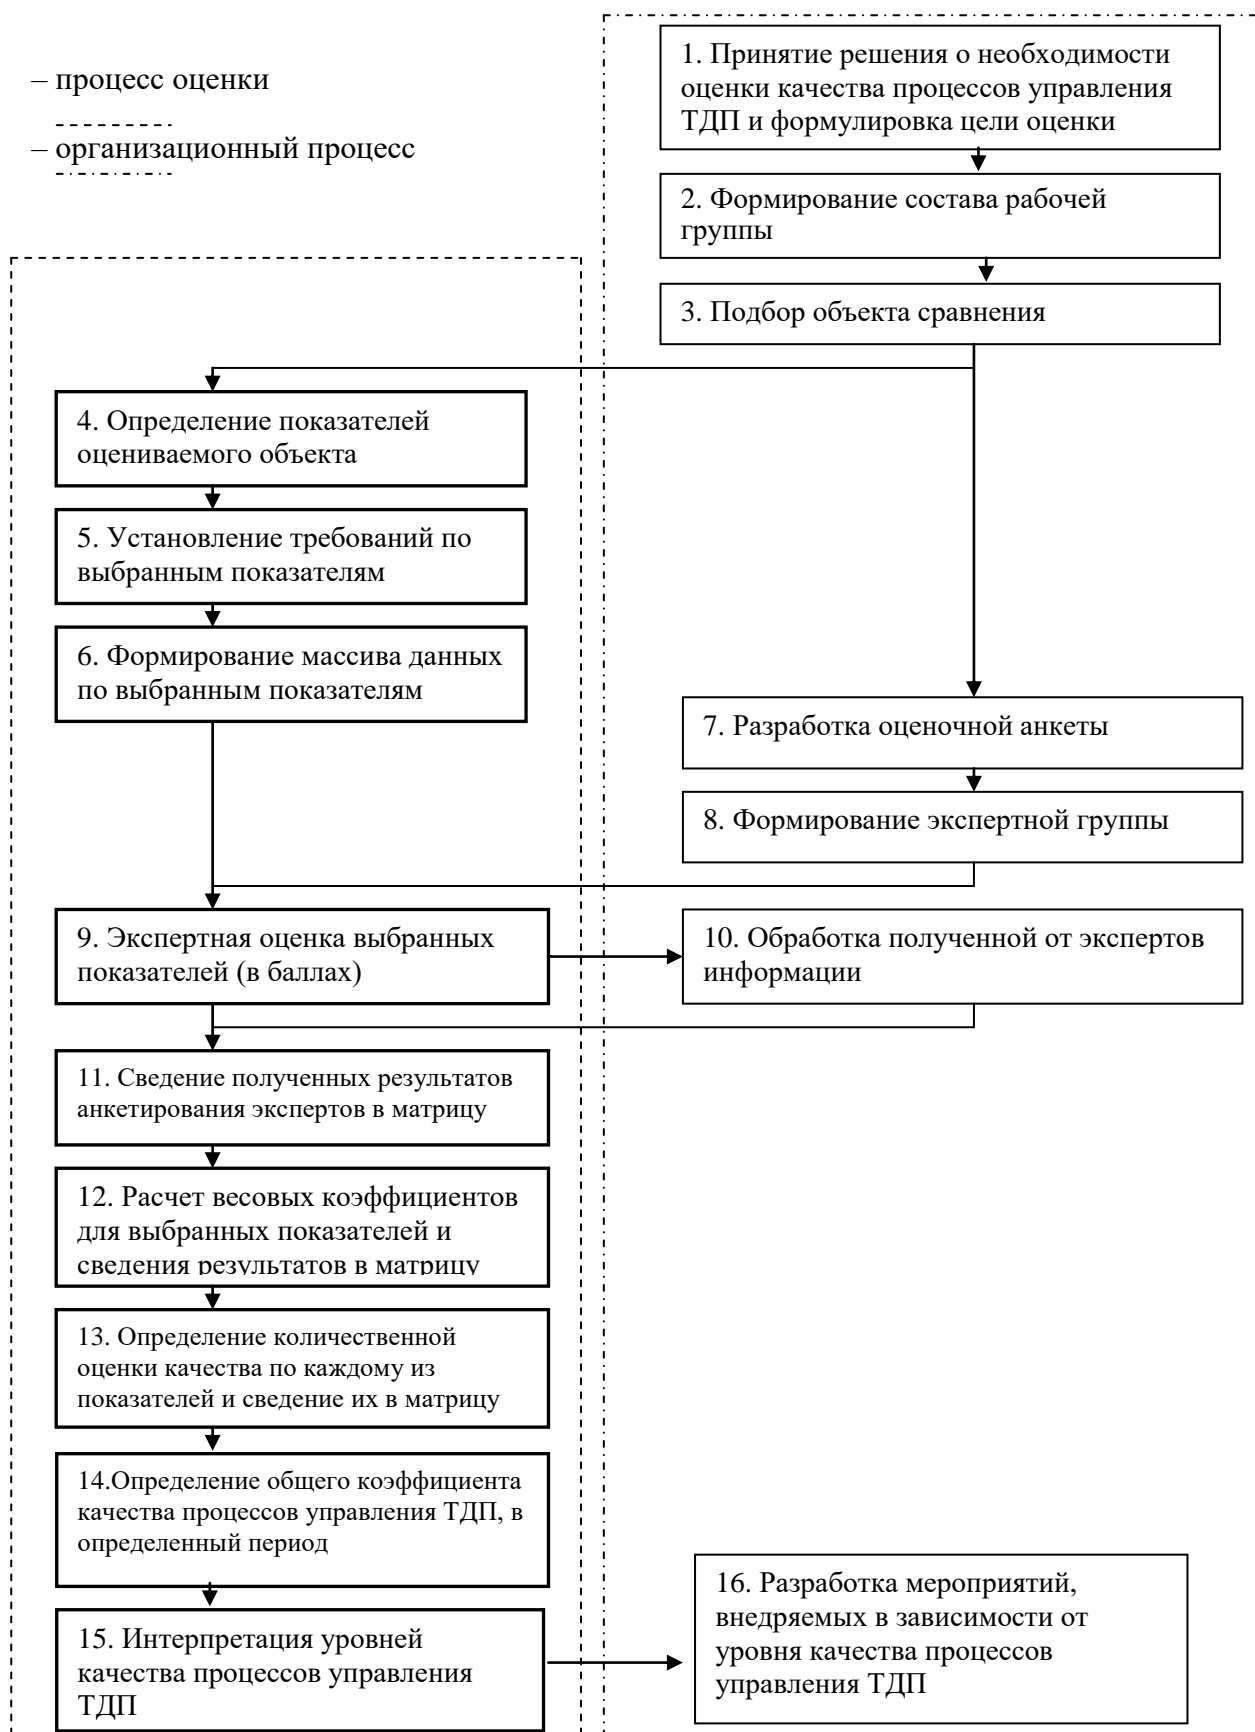 – процесс оценки
– организационный процесс
1. Принятие решения о необходимости
оценки качества процессов управления
ТДП и формулировка цели оценки
2. Формирование состава рабочей
группы
3. Подбор объекта сравнения
4. Определение показателей
оцениваемого объекта
5. Установление требований по
выбранным показателям
6. Формирование массива данных
по выбранным показателям
7. Разработка оценочной анкеты
8. Формирование экспертной группы
9. Экспертная оценка выбранных
показателей (в баллах)
10. Обработка полученной от экспертов
информации
11. Сведение полученных результатов
анкетирования экспертов в матрицу
12. Расчет весовых коэффициентов
для выбранных показателей и
сведения результатов в матрицу
13. Определение количественной
оценки качества по каждому из
показателей и сведение их в матрицу
14.Определение общего коэффициента
качества процессов управления ТДП, в
определенный период
15. Интерпретация уровней
качества процессов управления
ТДП
16. Разработка мероприятий,
внедряемых в зависимости от
уровня качества процессов
управления ТДП